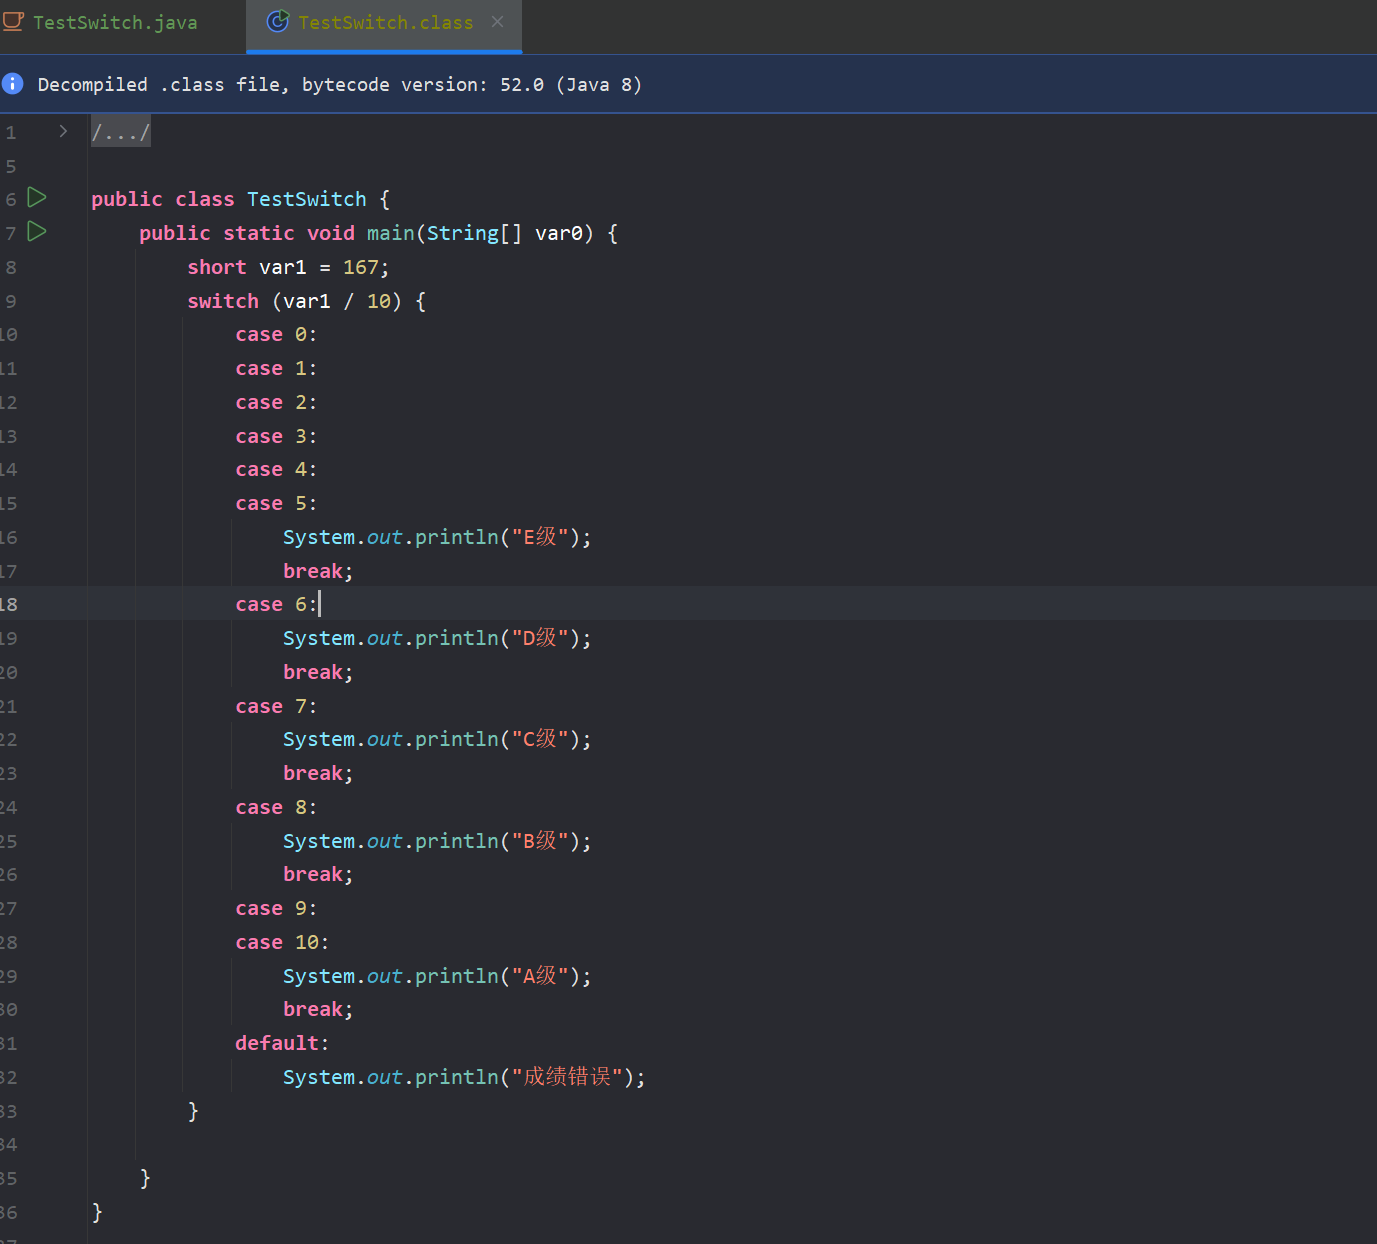 TestSwitch.java TestSwitch.class
Decompiled .class file, bytecode version: 52.0 (Java 8)
1 /.../
5
6 public class TestSwitch {
7 public static void main(String[] var0) {
8 short var1 = 167;
9 switch (var1 / 10) {
10 case 0:
11 case 1:
12 case 2:
13 case 3:
14 case 4:
15 case 5:
16 System.out.println("E级");
17 break;
18 case 6:
19 System.out.println("D级");
20 break;
21 case 7:
22 System.out.println("C级");
23 break;
24 case 8:
25 System.out.println("B级");
26 break;
27 case 9:
28 case 10:
29 System.out.println("A级");
30 break;
31 default:
32 System.out.println("成绩错误");
33 }
34
35 }
36 }